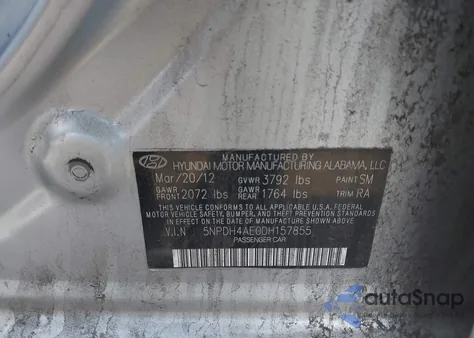 MANUFACTURED BY
HYUNDAI MOTOR MANUFACTURING ALABAMA, LLC
Mar/20/12 GVWR 3792 lbs PAINT SM
GAWR FRONT 2072 lbs GAWR REAR 1764 lbs TRIM RA
THIS VEHICLE CONFORMS TO ALL APPLICABLE U.S.A. FEDERAL
MOTOR VEHICLE SAFETY, BUMPER, AND THEFT PREVENTION
STANDARDS IN EFFECT ON THE DATE OF MANUFACTURE SHOWN ABOVE.
V.I.N 5NPDH4AE0DH157855
PASSENGER CAR
autoSnap